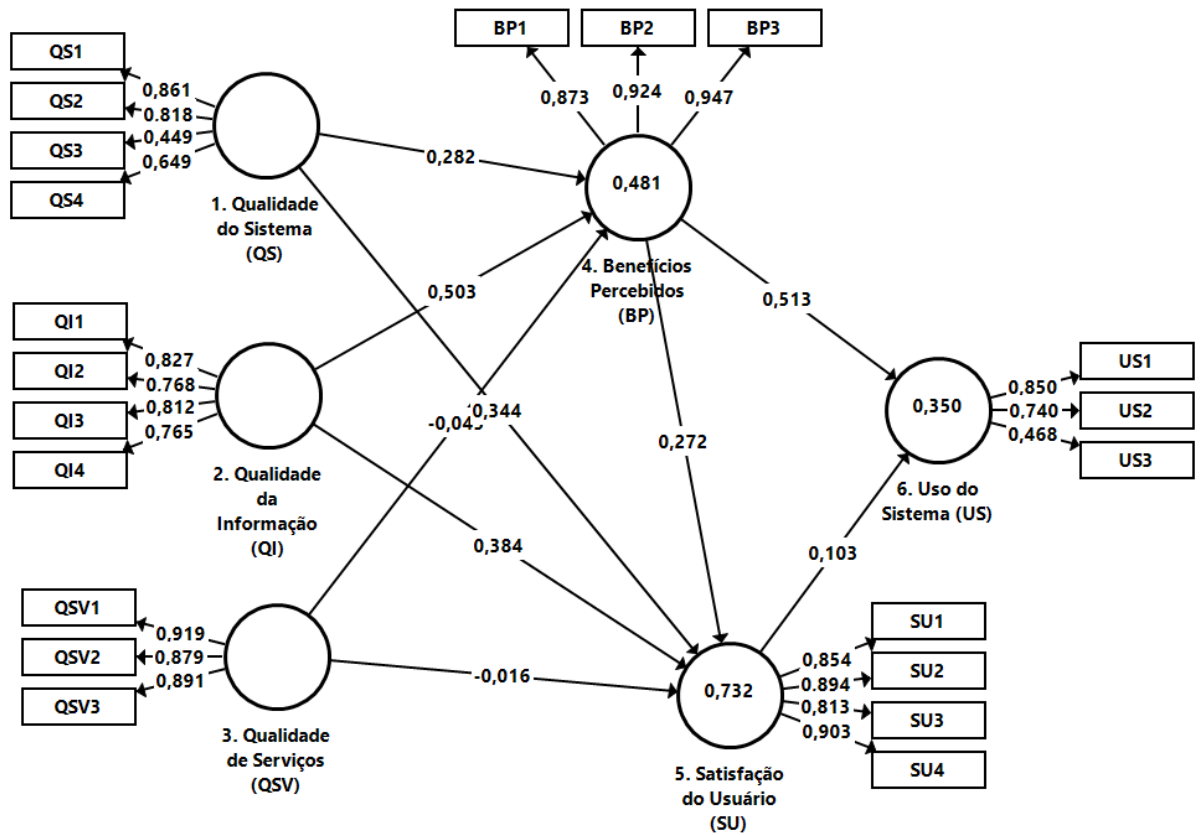 BP1
BP2
BP3
QS1
QS2
QS3
QS4
0,861
0,818
0,449
0,649
0,873
0,924
0,947
0,282
0,481
1. Qualidade
do Sistema
(QS)
4. Benefícios
Percebidos
(BP)
0,503
0,513
QI1
QI2
QI3
QI4
0,827
0,768
0,812
0,765
0,344
0,272
0,350
0,850
0,740
0,468
US1
US2
US3
2. Qualidade
da
Informação
(QI)
6. Uso do
Sistema (US)
0,384
0,103
QSV1
QSV2
QSV3
0,919
0,879
0,891
-0,016
0,732
0,854
0,894
0,813
0,903
SU1
SU2
SU3
SU4
3. Qualidade
de Serviços
(QSV)
5. Satisfação
do Usuário
(SU)